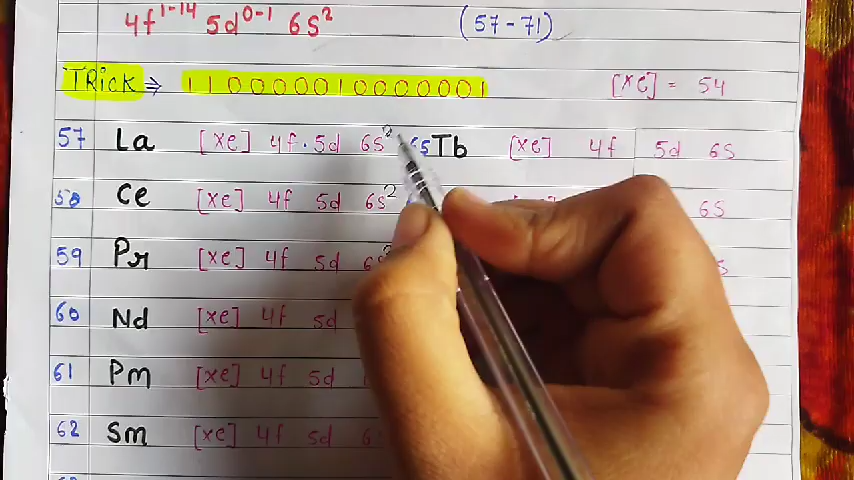 4f¹⁻¹⁴ 5d⁰⁻¹ 6s² (57-71)
TRICK ⇒ 110000010000001 [xe] = 54
57 La [xe] 4f 5d 6s² 65 Tb [xe] 4f 5d 6s
58 Ce [xe] 4f 5d 6s² 6s
59 Pr [xe] 4f 5d 6s
60 Nd [xe] 4f 5d
61 Pm [xe] 4f 5d
62 Sm [xe] 4f 5d